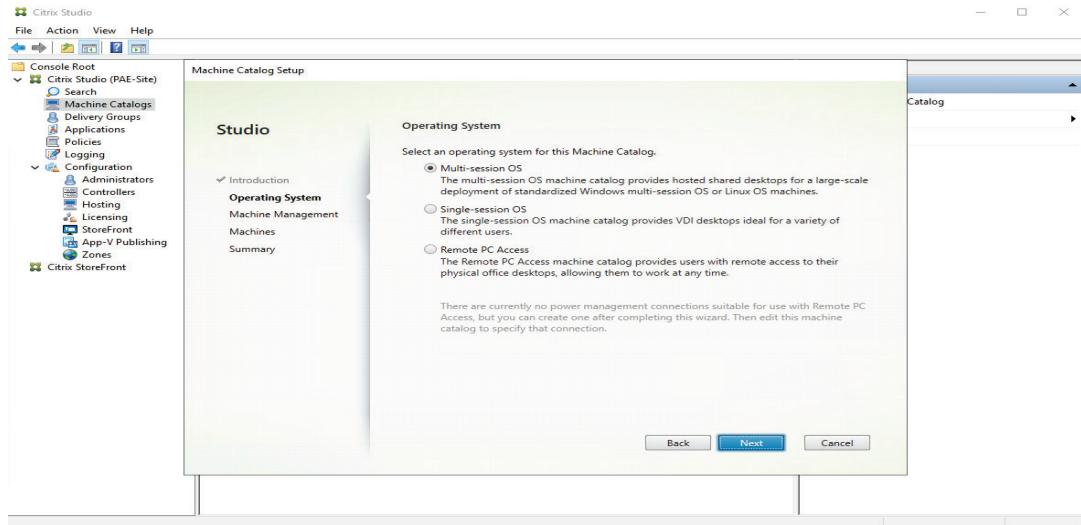 Citrix Studio
File Action View Help
Console Root
Citrix Studio (PAE-Site)
Search
Machine Catalogs
Delivery Groups
Applications
Policies
Logging
Configuration
Administrators
Controllers
Hosting
Licensing
StoreFront
App-V Publishing
Zones
Citrix StoreFront
Machine Catalog Setup
Studio
Introduction
Operating System
Machine Management
Machines
Summary
Operating System
Select an operating system for this Machine Catalog.
Multi-session OS
The multi-session OS machine catalog provides hosted shared desktops for a large-scale
deployment of standardized Windows multi-session OS or Linux OS machines.
Single-session OS
The single-session OS machine catalog provides VDI desktops ideal for a variety of
different users.
Remote PC Access
The Remote PC Access machine catalog provides users with remote access to their
physical office desktops, allowing them to work at any time.
There are currently no power management connections suitable for use with Remote PC
Access, but you can create one after completing this wizard. Then edit this machine
catalog to specify that connection.
Back Next Cancel
Catalog